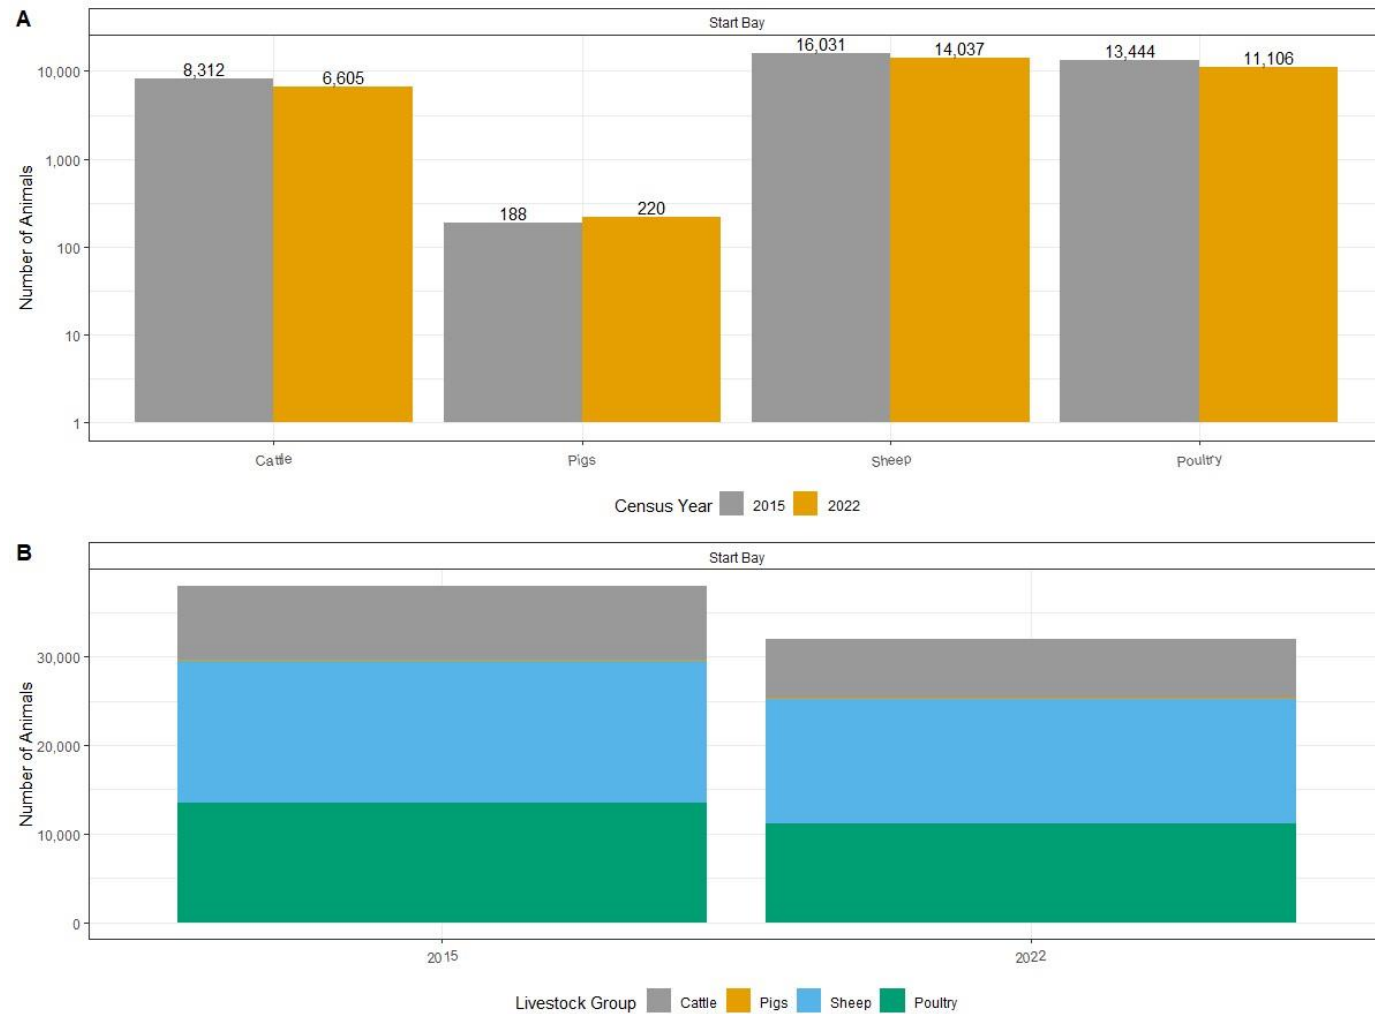 A
Start Bay
16,031 14,037 13,444 11,106
8,312 6,605
10,000
1,000
188 220
100
10
1
Number of Animals
Cattle Pigs Sheep Poultry
Census Year 2015 2022
B
Start Bay
30,000
20,000
10,000
0
Number of Animals
2015 2022
Livestock Group Cattle Pigs Sheep Poultry